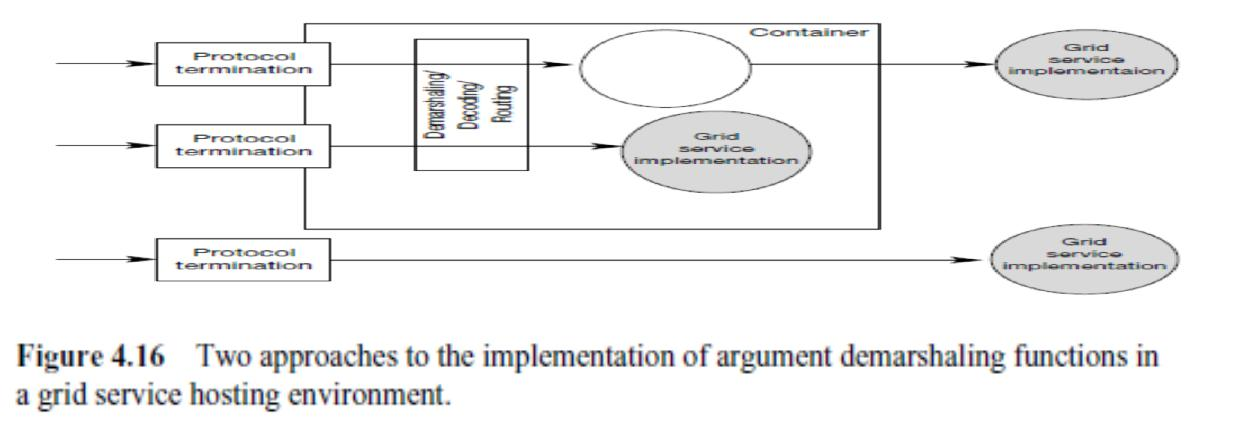 Container
Protocol
termination
Demarshaling/
Decoding/
Routing
Grid
service
implementaion
Protocol
termination
Grid
service
implementation
Protocol
termination
Grid
service
implementation
Figure 4.16 Two approaches to the implementation of argument demarshaling functions in
a grid service hosting environment.